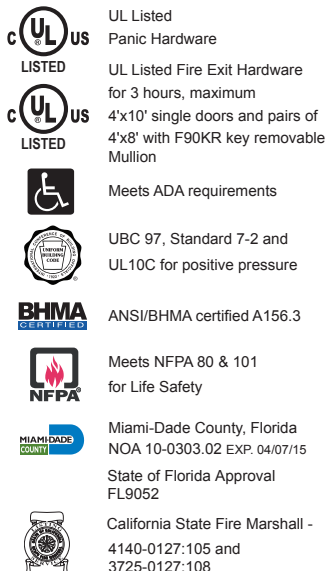 c UL ® US
LISTED
UL Listed
Panic Hardware
c UL ® US
LISTED
UL Listed Fire Exit Hardware
for 3 hours, maximum
4'x10' single doors and pairs of
4'x8' with F90KR key removable
Mullion
Meets ADA requirements
UNIFORM
BUILDING
CODE
®
UBC 97, Standard 7-2 and
UL10C for positive pressure
BHMA
CERTIFIED
ANSI/BHMA certified A156.3
NFPA®
Meets NFPA 80 & 101
for Life Safety
MIAMI-DADE
COUNTY
Miami-Dade County, Florida
NOA 10-0303.02 EXP. 04/07/15
State of Florida Approval
FL9052
California State Fire Marshall -
4140-0127:105 and
3725-0127:108